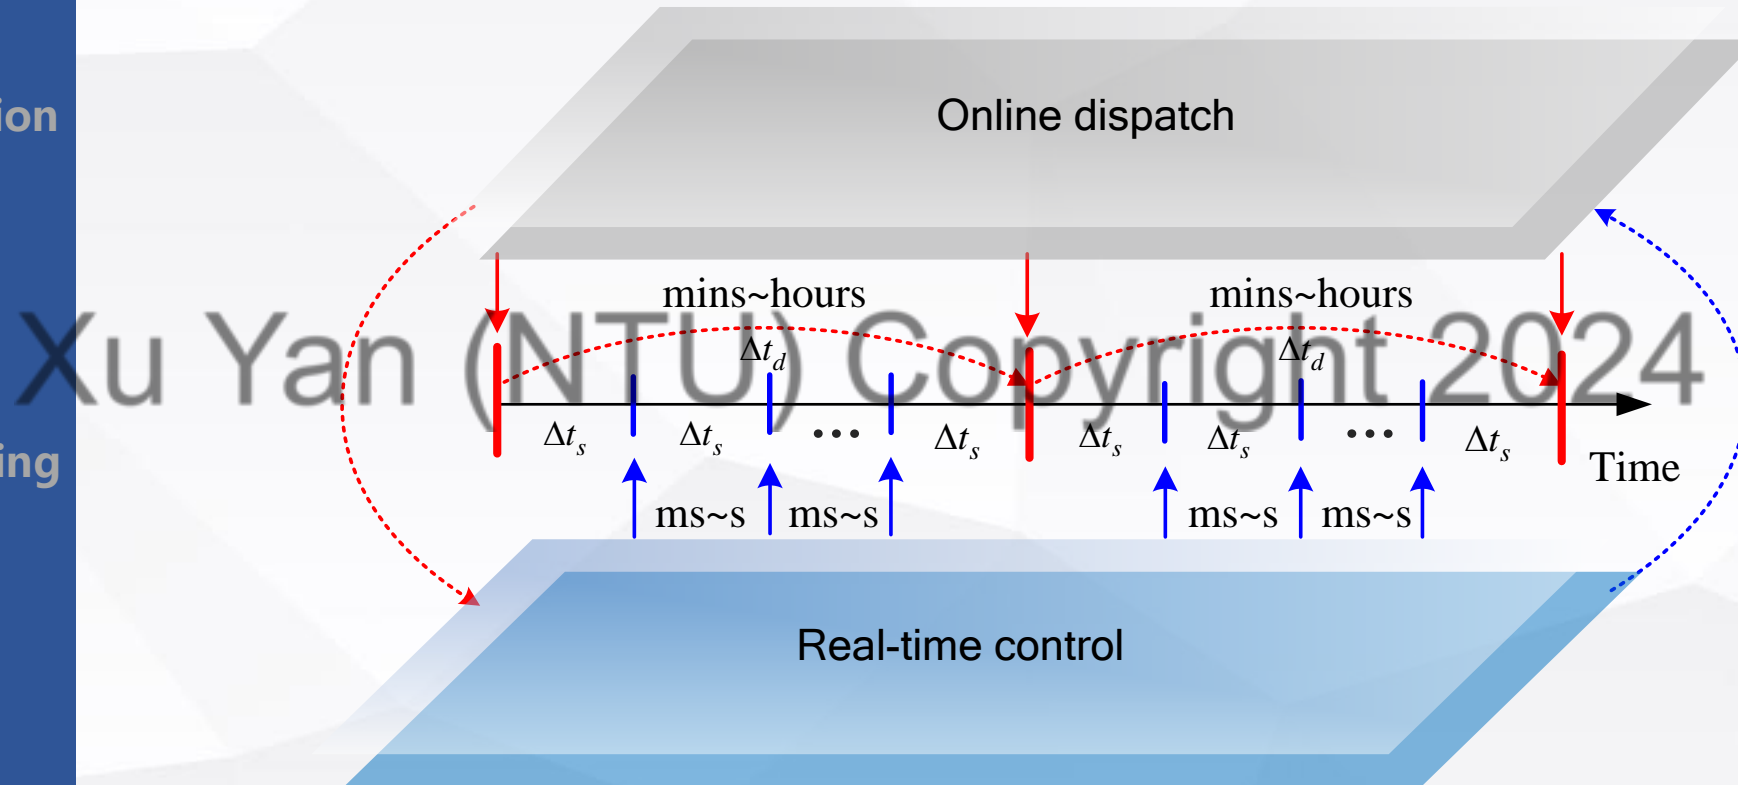 ion
Online dispatch
mins~hours mins~hours
Xu Yan (NTU) Copyright 2024
Δt_d Δt_d
Δt_s Δt_s ... Δt_s Δt_s Δt_s ... Δt_s
ing
Time
ms~s ms~s ms~s ms~s
Real-time control